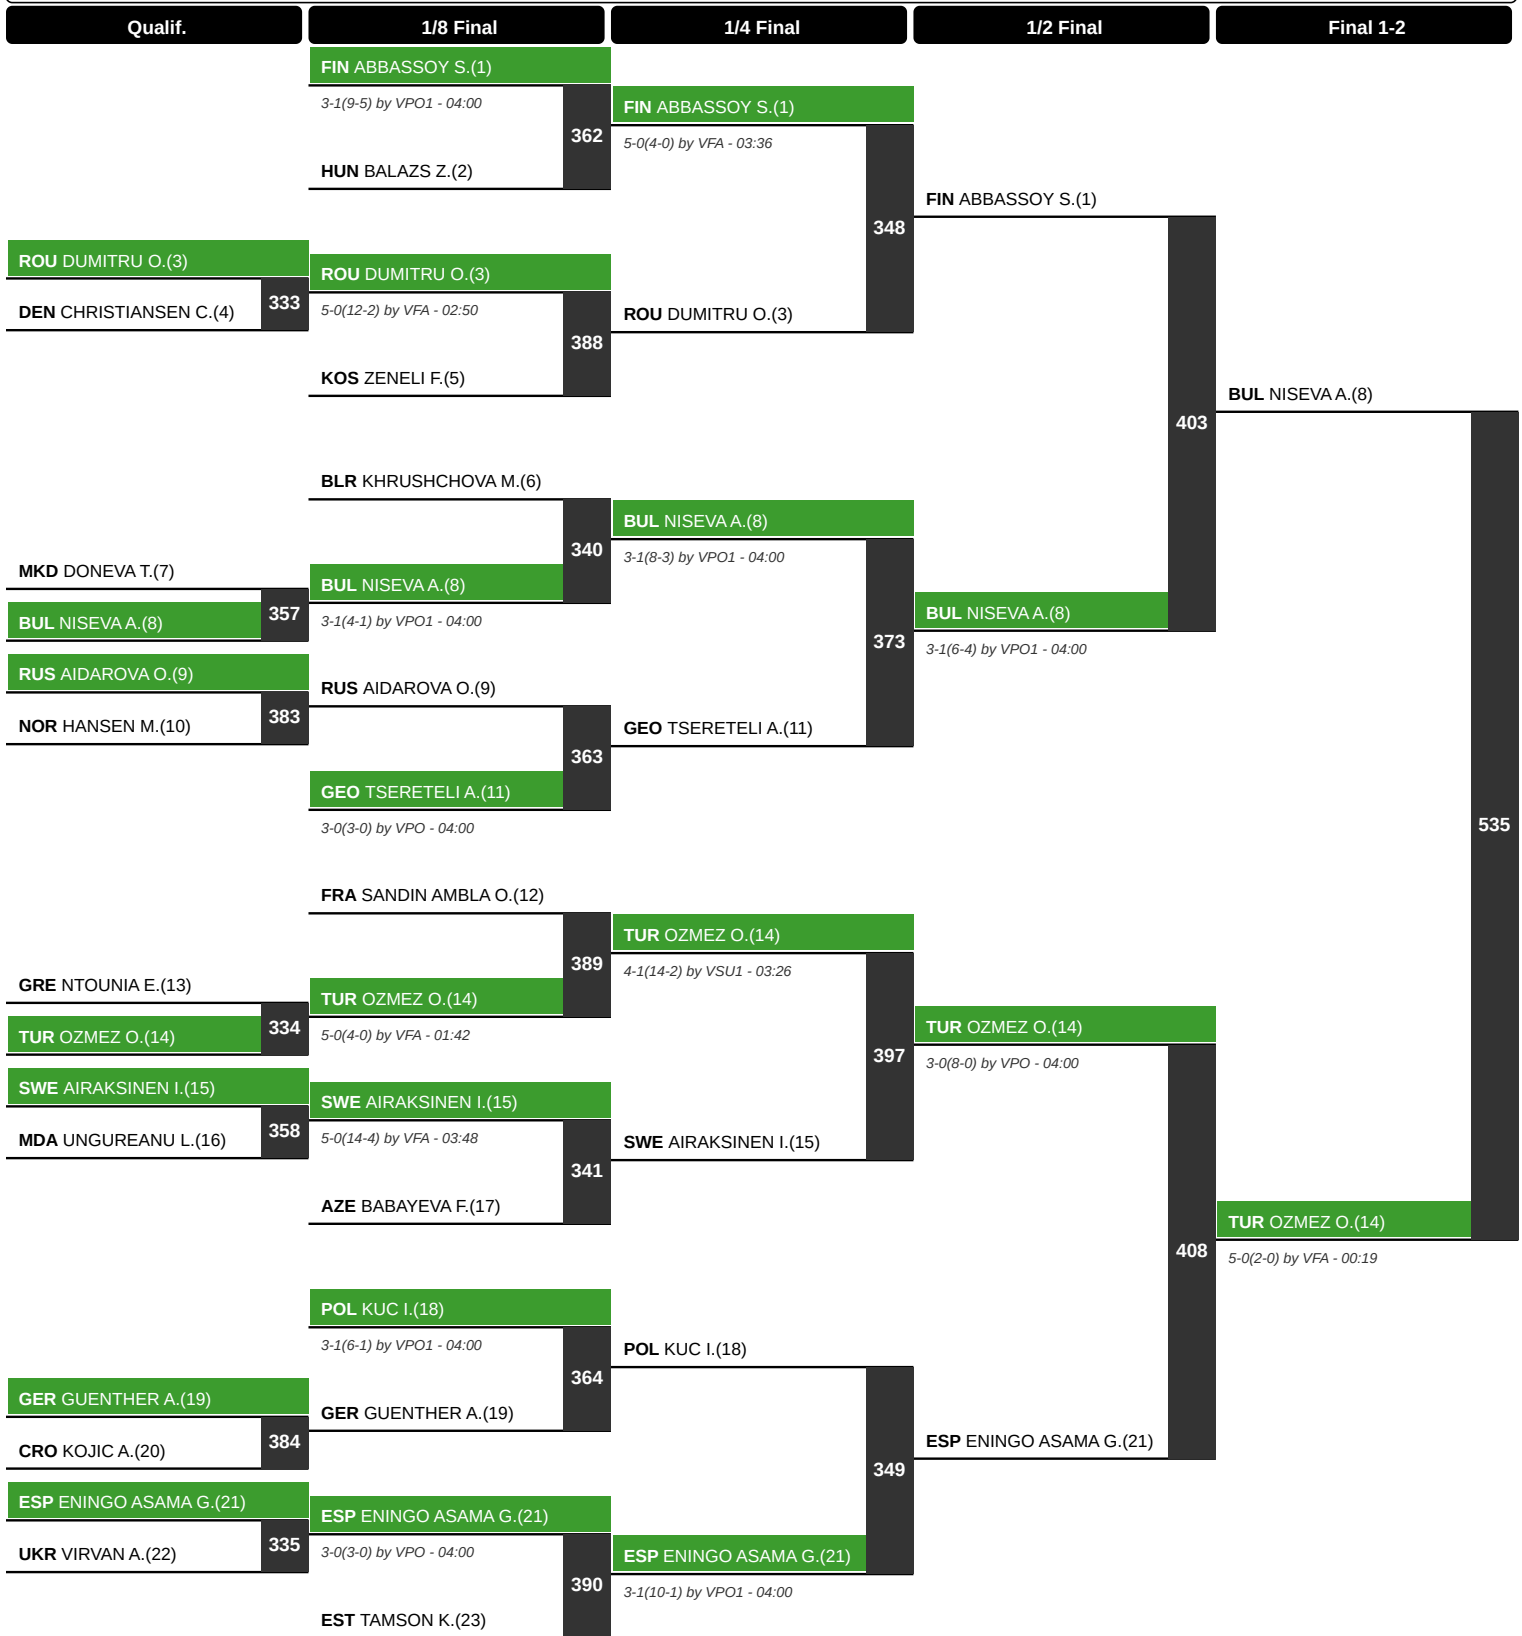 Qualif.
1/8 Final
1/4 Final
1/2 Final
Final 1-2
FIN ABBASSOY S.(1)
3-1(9-5) by VPO1 - 04:00
362
HUN BALAZS Z.(2)
FIN ABBASSOY S.(1)
5-0(4-0) by VFA - 03:36
348
FIN ABBASSOY S.(1)
ROU DUMITRU O.(3)
DEN CHRISTIANSEN C.(4)
333
ROU DUMITRU O.(3)
5-0(12-2) by VFA - 02:50
388
KOS ZENELI F.(5)
ROU DUMITRU O.(3)
403
BUL NISEVA A.(8)
BLR KHRUSHCHOVA M.(6)
340
BUL NISEVA A.(8)
3-1(4-1) by VPO1 - 04:00
MKD DONEVA T.(7)
357
BUL NISEVA A.(8)
BUL NISEVA A.(8)
3-1(8-3) by VPO1 - 04:00
373
BUL NISEVA A.(8)
3-1(6-4) by VPO1 - 04:00
RUS AIDAROVA O.(9)
383
NOR HANSEN M.(10)
RUS AIDAROVA O.(9)
363
GEO TSERETELI A.(11)
3-0(3-0) by VPO - 04:00
GEO TSERETELI A.(11)
535
FRA SANDIN AMBLA O.(12)
389
TUR OZMEZ O.(14)
5-0(4-0) by VFA - 01:42
GRE NTOUNIA E.(13)
334
TUR OZMEZ O.(14)
TUR OZMEZ O.(14)
4-1(14-2) by VSU1 - 03:26
397
TUR OZMEZ O.(14)
3-0(8-0) by VPO - 04:00
SWE AIRAKSINEN I.(15)
358
MDA UNGUREANU L.(16)
SWE AIRAKSINEN I.(15)
5-0(14-4) by VFA - 03:48
341
AZE BABAYEVA F.(17)
SWE AIRAKSINEN I.(15)
408
TUR OZMEZ O.(14)
5-0(2-0) by VFA - 00:19
POL KUC I.(18)
3-1(6-1) by VPO1 - 04:00
364
GER GUENTHER A.(19)
POL KUC I.(18)
GER GUENTHER A.(19)
384
CRO KOJIC A.(20)
349
ESP ENINGO ASAMA G.(21)
ESP ENINGO ASAMA G.(21)
335
UKR VIRVAN A.(22)
ESP ENINGO ASAMA G.(21)
3-0(3-0) by VPO - 04:00
390
EST TAMSON K.(23)
ESP ENINGO ASAMA G.(21)
3-1(10-1) by VPO1 - 04:00